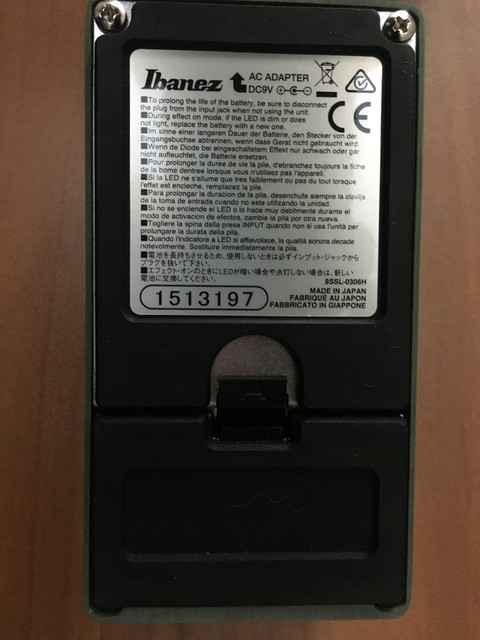 Ibanez
AC ADAPTER
DC9V
CE
■To prolong the life of the battery, be sure to disconnect
the plug from the input jack when not using the unit.
■During effect on mode, if the LED is dim or does
not light, replace the battery with a new one.
■Im sinne einer langeren Dauer der Batterie, den Stecker von der
Eingangsbuchse abtrennen, wenn dass Gerat nicht gebraucht wird.
■Wenn de Diode bei eingeschaltetem Effekt nur schwach oder gar
nicht aufleuchtet, die Batterie ersetzen.
■Pour prolonger la duree de vie la pile, d'ebranchez toujours la fiche
de la borne dentree lorsque vous n'utilisez pas l'appareil.
■Si la LED ne s'allume que tres faiblement ou pas du tout lorsque
l'effet est encieche, remplacez la pile.
■Para prolongar la duracion de la pila, desenchufe siempre la clavija
de la toma de entrada cuando no este utilizando la unidad.
■Si no se enciende el LED o lo hace muy debilmente durante el
modo de activacion de efectos, cambie la pila por otra nueva.
■Togliere la spina dalla presa INPUT quando non si usa l'unità per
prolungare la durata della pila.
■Quando l'indicatore a LED si affievolace, la qualità sonora decade
notevolmente. Sostituire immediatamente la pila.
■電池を長持ちさせるため、使用しないときは必ずインプット・ジャックから
プラグを抜いて下さい。
■エフェクト・オンのときにLEDが暗い場合や点灯しない場合は、新しい
電池に交換してください。
8SSL-0306H
1513197
MADE IN JAPAN
FABRIQUÉ AU JAPON
FABBRICATO IN GIAPPONE